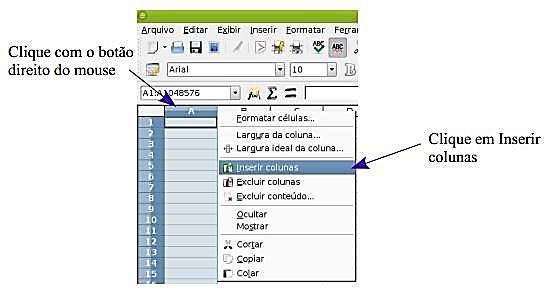 Arquivo Editar Exibir Inserir Formatar Ferra
Clique com o botão
direito do mouse
Arial
10
A1:A1048576
A
Formatar células...
Largura da coluna...
Largura ideal da coluna...
Inserir colunas
Excluir colunas
Excluir conteúdo...
Ocultar
Mostrar
Cortar
Copiar
Colar
1
2
3
4
5
6
7
8
9
10
11
12
13
14
15
Clique em Inserir
colunas